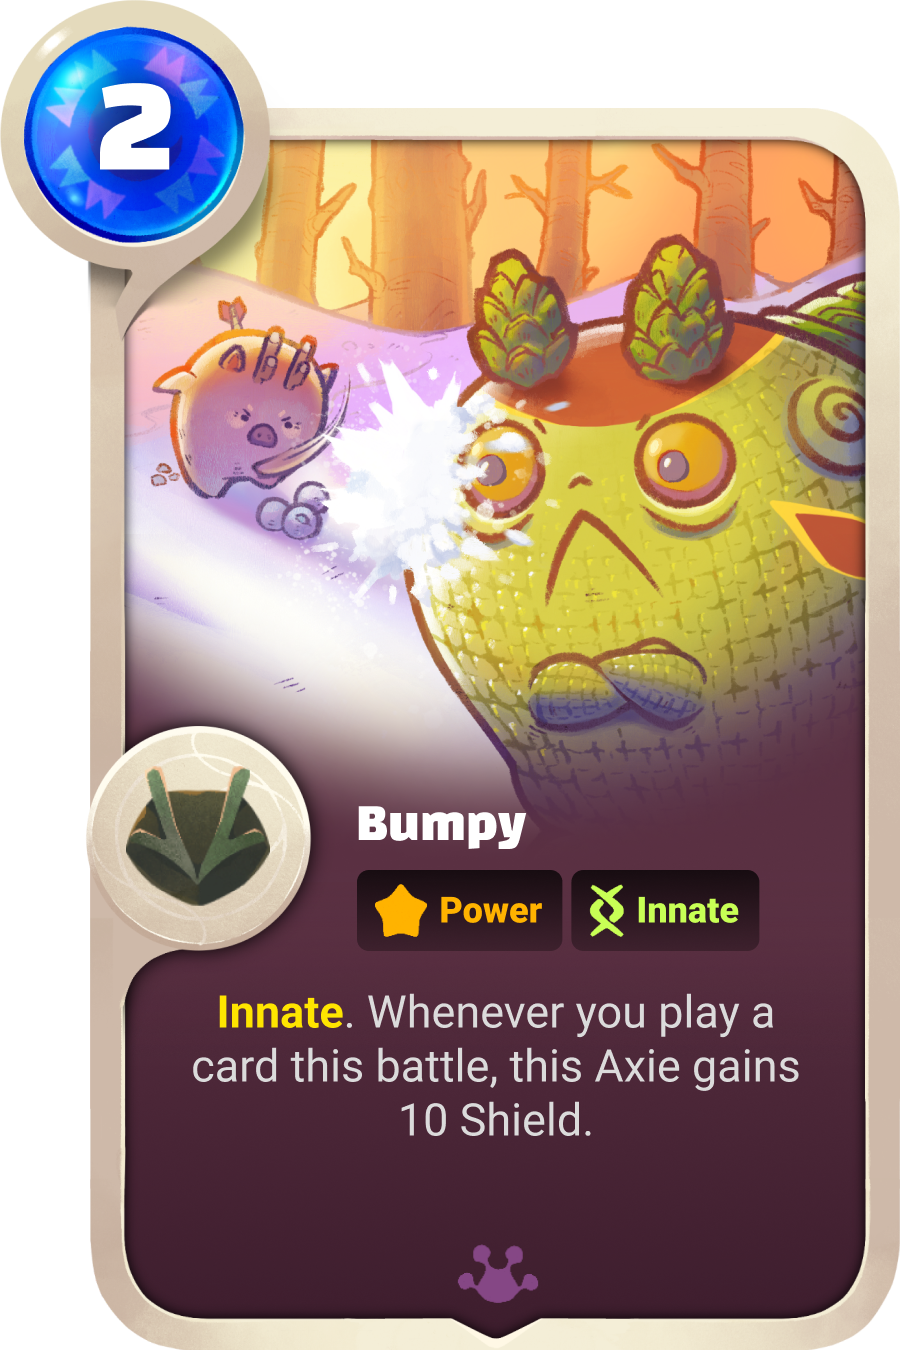 2
Bumpy
Power
Innate
Innate. Whenever you play a
card this battle, this Axie gains
10 Shield.